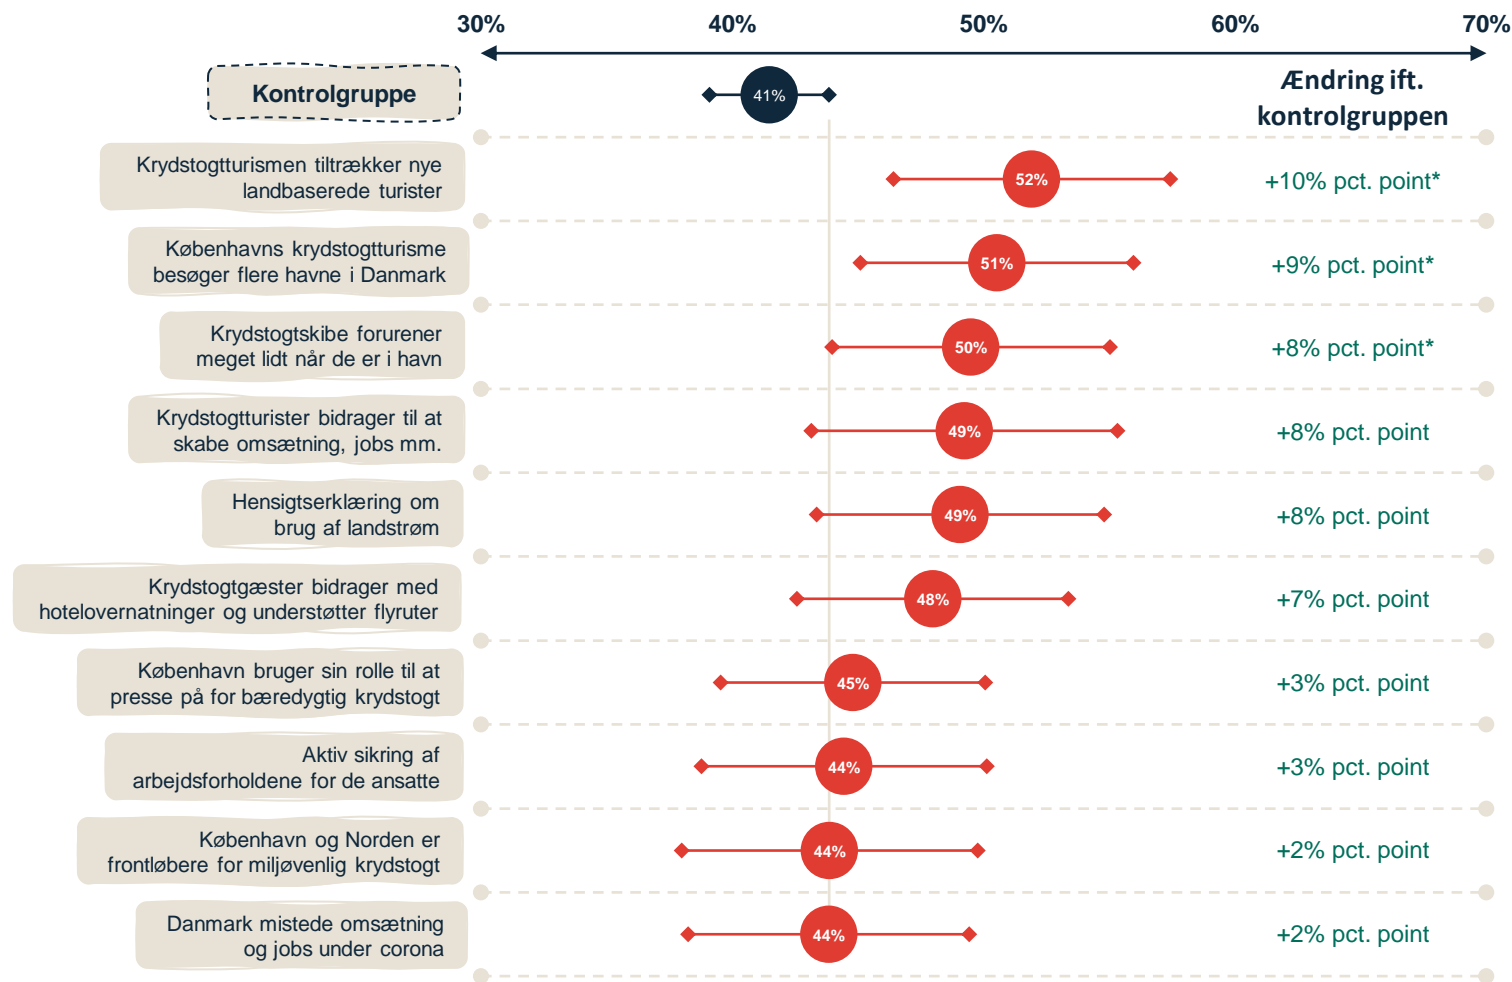 30% 40% 50% 60% 70%
Kontrolgruppe
41%
Ændring ift.
kontrolgruppen
Krydstogtturismen tiltrækker nye
landbaserede turister
52%
+10% pct. point*
Københavns krydstogtturisme
besøger flere havne i Danmark
51%
+9% pct. point*
Krydstogtskibe forurener
meget lidt når de er i havn
50%
+8% pct. point*
Krydstogtturister bidrager til at
skabe omsætning, jobs mm.
49%
+8% pct. point
Hensigtserklæring om
brug af landstrøm
49%
+8% pct. point
Krydstogtgæster bidrager med
hotelovernatninger og understøtter flyruter
48%
+7% pct. point
København bruger sin rolle til at
presse på for bæredygtig krydstogt
45%
+3% pct. point
Aktiv sikring af
arbejdsforholdene for de ansatte
44%
+3% pct. point
København og Norden er
frontløbere for miljøvenlig krydstogt
44%
+2% pct. point
Danmark mistede omsætning
og jobs under corona
44%
+2% pct. point